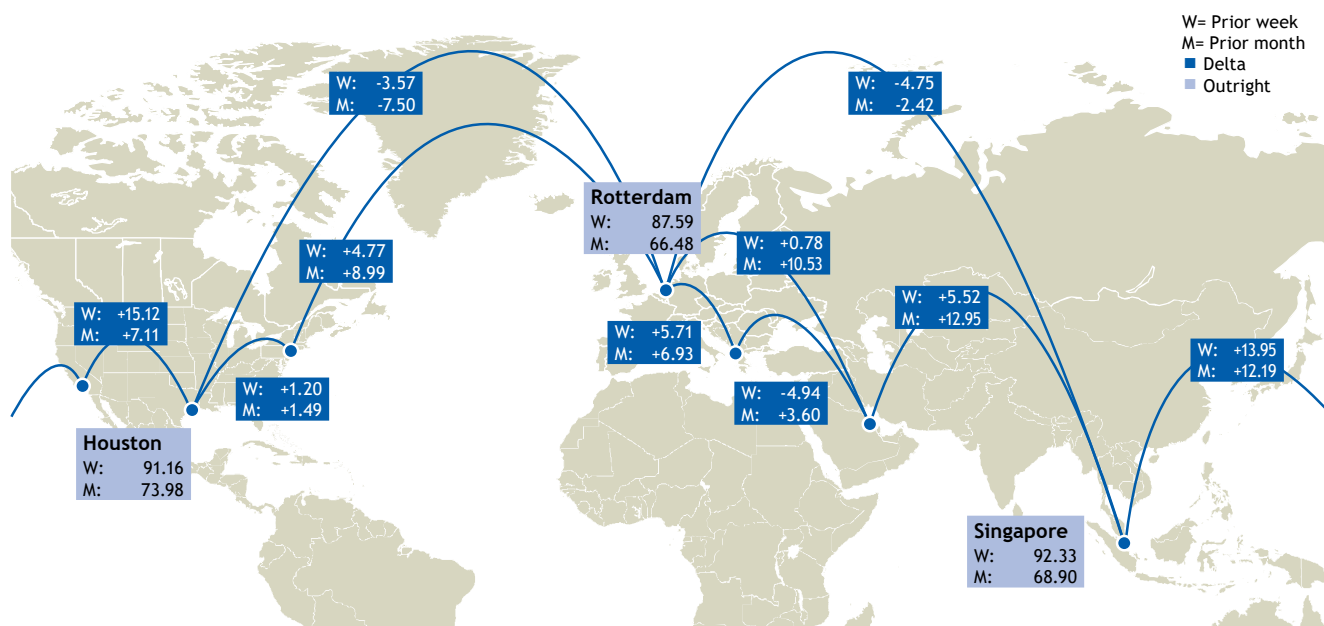 W= Prior week
M= Prior month
Delta
Outright
W: -3.57
M: -7.50
W: -4.75
M: -2.42
Rotterdam
W: 87.59
M: 66.48
W: +4.77
M: +8.99
W: +0.78
M: +10.53
W: +15.12
M: +7.11
W: +5.52
M: +12.95
W: +5.71
M: +6.93
W: +13.95
M: +12.19
W: +1.20
M: +1.49
W: -4.94
M: +3.60
Houston
W: 91.16
M: 73.98
Singapore
W: 92.33
M: 68.90